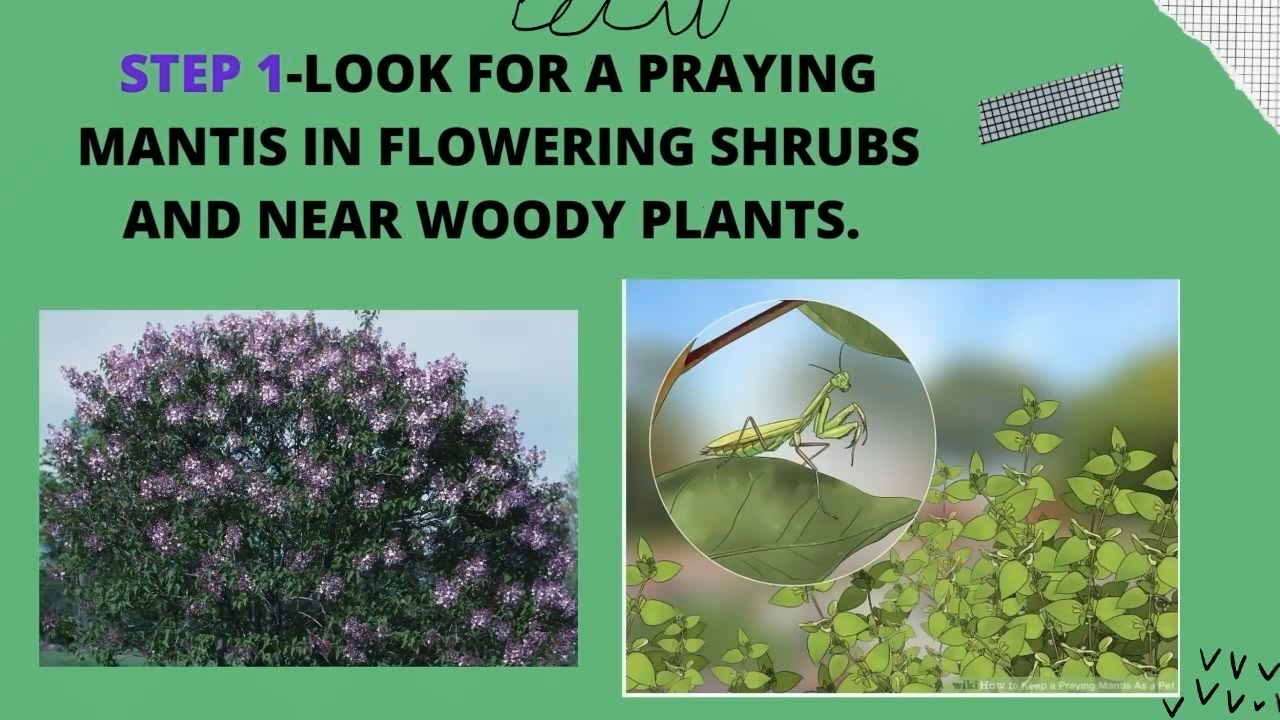 STEP 1-LOOK FOR A PRAYING
MANTIS IN FLOWERING SHRUBS
AND NEAR WOODY PLANTS.
wikiHow to Keep a Praying Mantis As a Pet